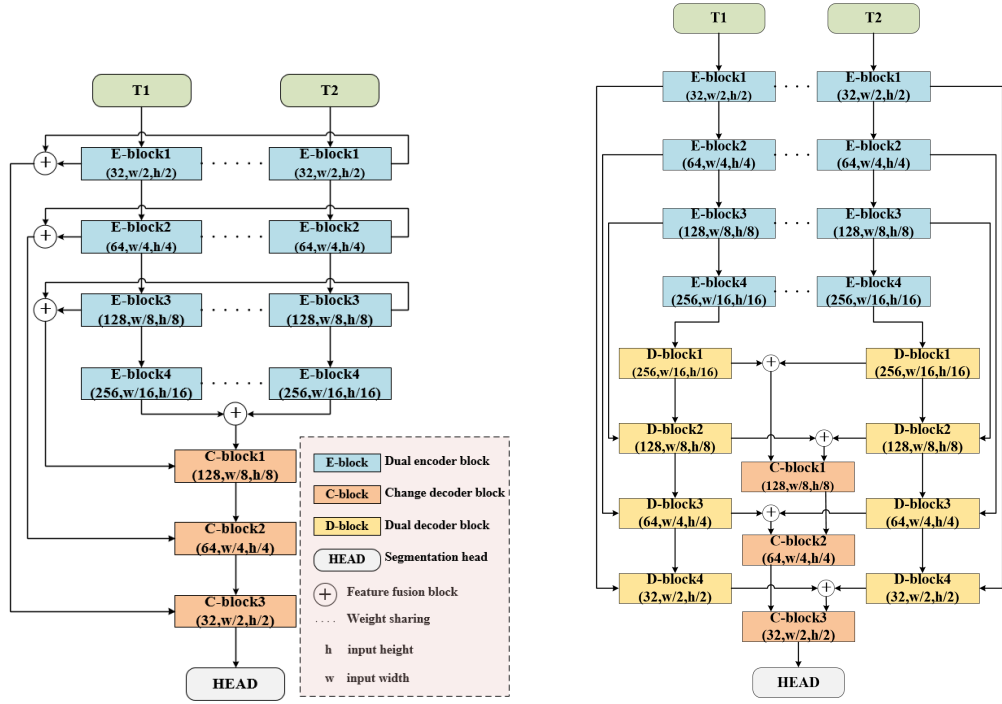 T1
T2
E-block1
(32,w/2,h/2)
E-block1
(32,w/2,h/2)
E-block2
(64,w/4,h/4)
E-block2
(64,w/4,h/4)
E-block3
(128,w/8,h/8)
E-block3
(128,w/8,h/8)
E-block4
(256,w/16,h/16)
E-block4
(256,w/16,h/16)
C-block1
(128,w/8,h/8)
C-block2
(64,w/4,h/4)
C-block3
(32,w/2,h/2)
HEAD
E-block Dual encoder block
C-block Change decoder block
D-block Dual decoder block
HEAD Segmentation head
+ Feature fusion block
.... Weight sharing
h input height
w input width
T1
T2
E-block1
(32,w/2,h/2)
E-block1
(32,w/2,h/2)
E-block2
(64,w/4,h/4)
E-block2
(64,w/4,h/4)
E-block3
(128,w/8,h/8)
E-block3
(128,w/8,h/8)
E-block4
(256,w/16,h/16)
E-block4
(256,w/16,h/16)
D-block1
(256,w/16,h/16)
D-block1
(256,w/16,h/16)
D-block2
(128,w/8,h/8)
D-block2
(128,w/8,h/8)
C-block1
(128,w/8,h/8)
D-block3
(64,w/4,h/4)
D-block3
(64,w/4,h/4)
C-block2
(64,w/4,h/4)
D-block4
(32,w/2,h/2)
D-block4
(32,w/2,h/2)
C-block3
(32,w/2,h/2)
HEAD